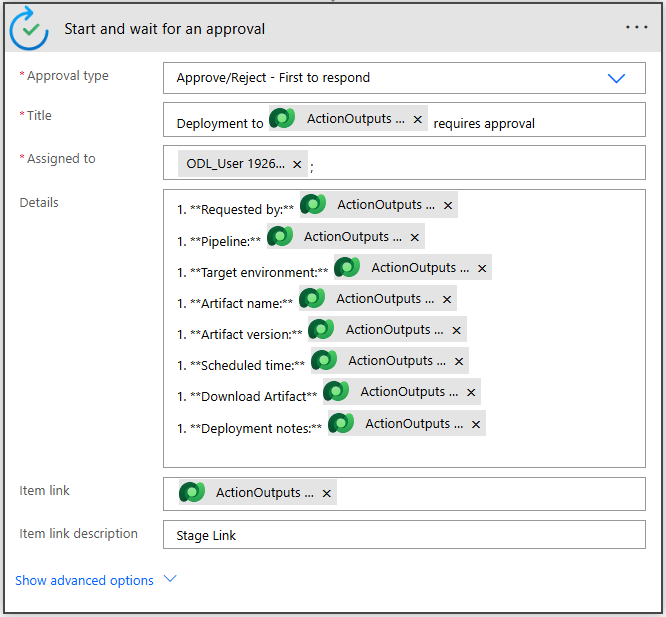 Start and wait for an approval
* Approval type
Approve/Reject - First to respond
* Title
Deployment to ActionOutputs ... × requires approval
* Assigned to
ODL_User 1926... × ;
Details
1. **Requested by:** ActionOutputs ... ×
1. **Pipeline:** ActionOutputs ... ×
1. **Target environment:** ActionOutputs ... ×
1. **Artifact name:** ActionOutputs ... ×
1. **Artifact version:** ActionOutputs ... ×
1. **Scheduled time:** ActionOutputs ... ×
1. **Download Artifact** ActionOutputs ... ×
1. **Deployment notes:** ActionOutputs ... ×
Item link
ActionOutputs ... ×
Item link description
Stage Link
Show advanced options